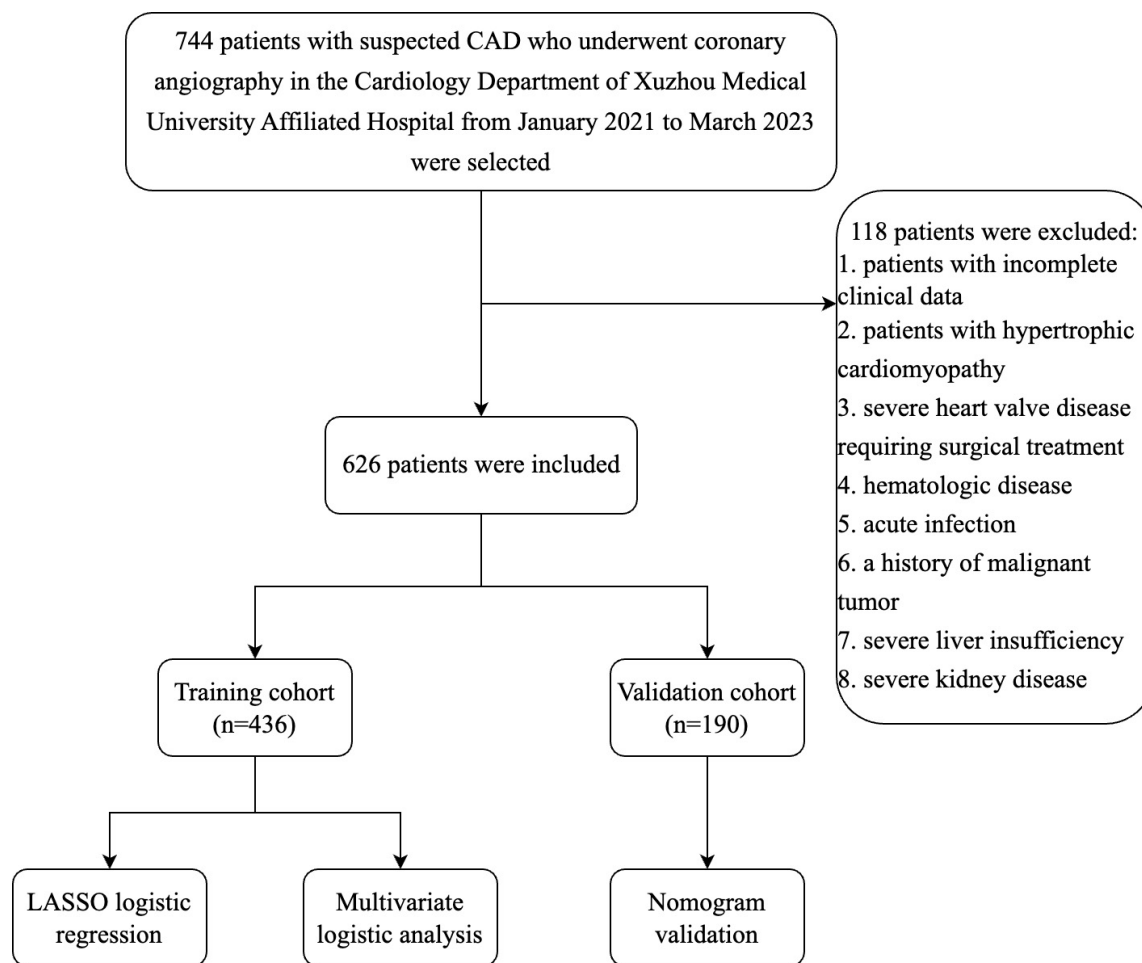 744 patients with suspected CAD who underwent coronary
angiography in the Cardiology Department of Xuzhou Medical
University Affiliated Hospital from January 2021 to March 2023
were selected
118 patients were excluded:
1. patients with incomplete
clinical data
2. patients with hypertrophic
cardiomyopathy
3. severe heart valve disease
requiring surgical treatment
4. hematologic disease
5. acute infection
6. a history of malignant
tumor
7. severe liver insufficiency
8. severe kidney disease
626 patients were included
Training cohort
(n=436)
Validation cohort
(n=190)
LASSO logistic
regression
Multivariate
logistic analysis
Nomogram
validation